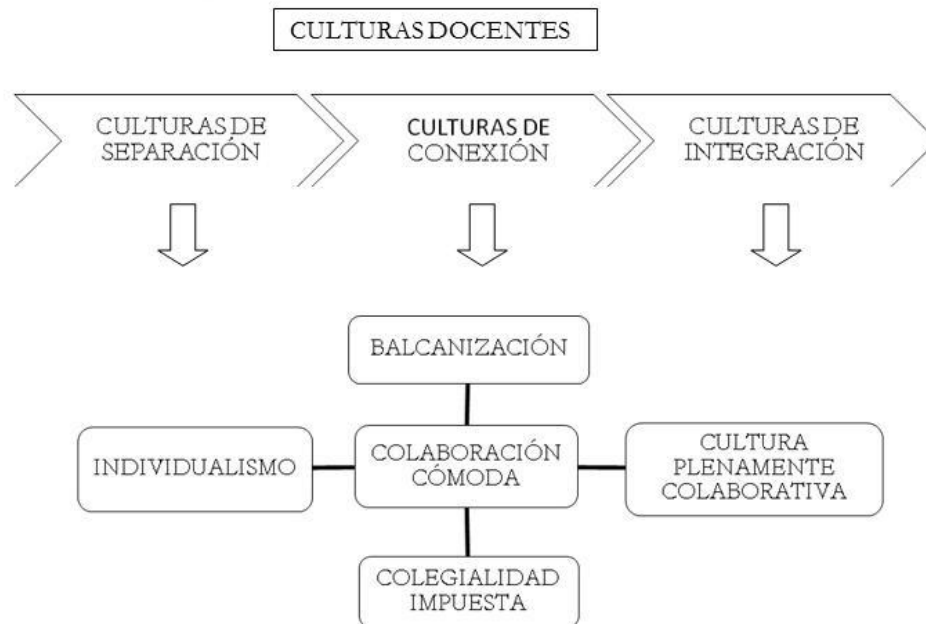 CULTURAS DOCENTES
CULTURAS DE
SEPARACIÓN
CULTURAS DE
CONEXIÓN
CULTURAS DE
INTEGRACIÓN
BALCANIZACIÓN
INDIVIDUALISMO
COLABORACIÓN
CÓMODA
CULTURA
PLENAMENTE
COLABORATIVA
COLEGIALIDAD
IMPUESTA